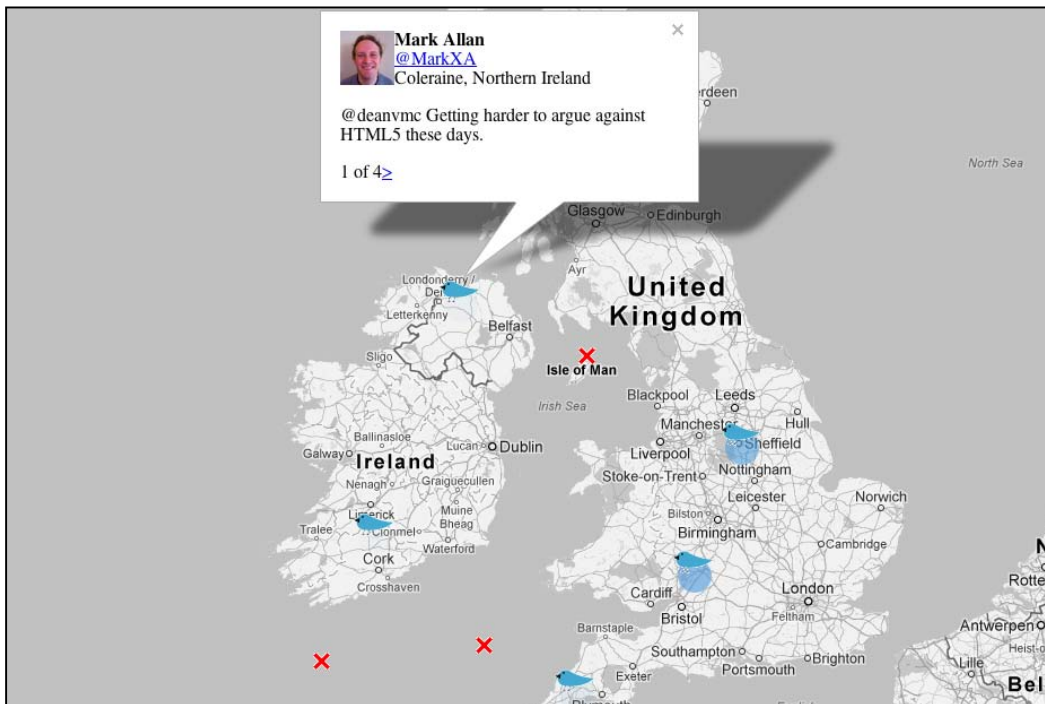 Mark Allan
@MarkXA
Coleraine, Northern Ireland
@deanvmc Getting harder to argue against
HTML5 these days.
1 of 4>
North Sea
Glasgow
Edinburgh
Ayr
Londonderry /
Letterkenny
United
Kingdom
Belfast
Sligo
Isle of Man
Blackpool
Leeds
Irish Sea
Hull
Ballinasloe
Manchester
Lucan
Dublin
Galway
Ireland
Liverpool
Sheffield
Nottingham
Nenagh
Graiguecullen
Stoke-on-Trent
Leicester
Norwich
Limerick
Muine
Bheag
Bilston
Birmingham
Tralee
Clonmel
Waterford
Cambridge
Cork
Crosshaven
Cardiff
London
Bristol
Feltham
Antwerpen
Barnstaple
Southampton
Brighton
Exeter
Portsmouth
Lille
Plymouth